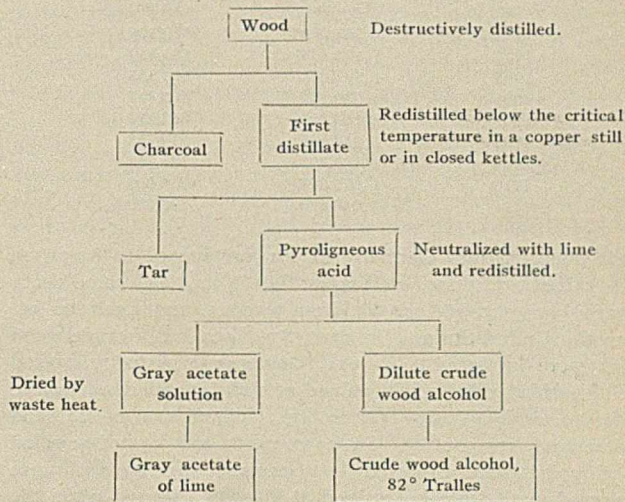 Wood
Destructively distilled.
Charcoal
First
distillate
Redistilled below the critical
temperature in a copper still
or in closed kettles.
Tar
Pyroligneous
acid
Neutralized with lime
and redistilled.
Dried by
waste heat.
Gray acetate
solution
Dilute crude
wood alcohol
Gray acetate
of lime
Crude wood alcohol,
82° Tralles